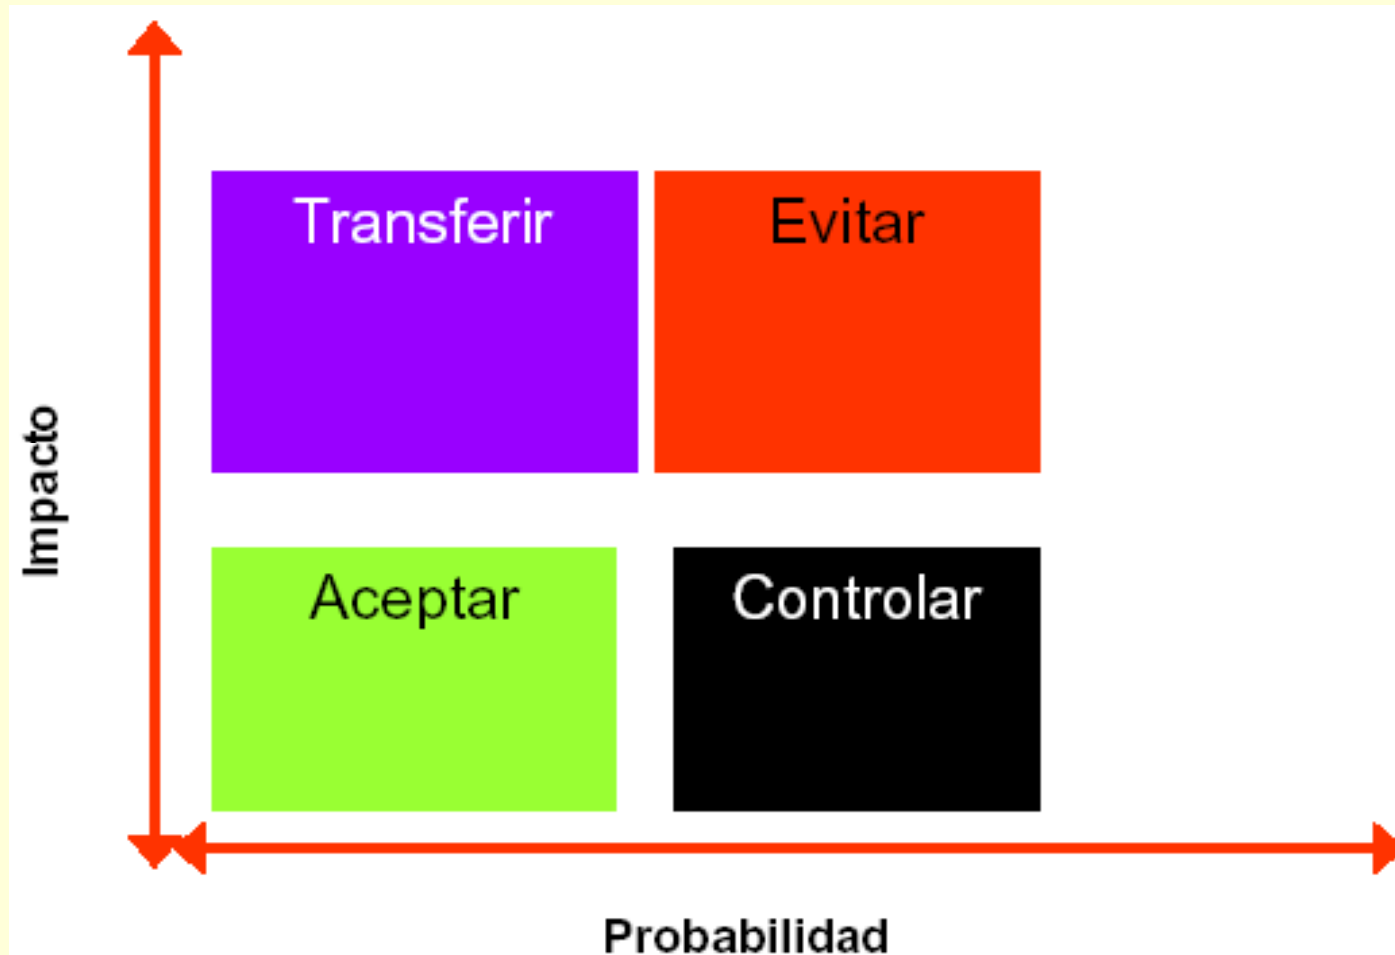 Transferir
Evitar
Impacto
Aceptar
Controlar
Probabilidad